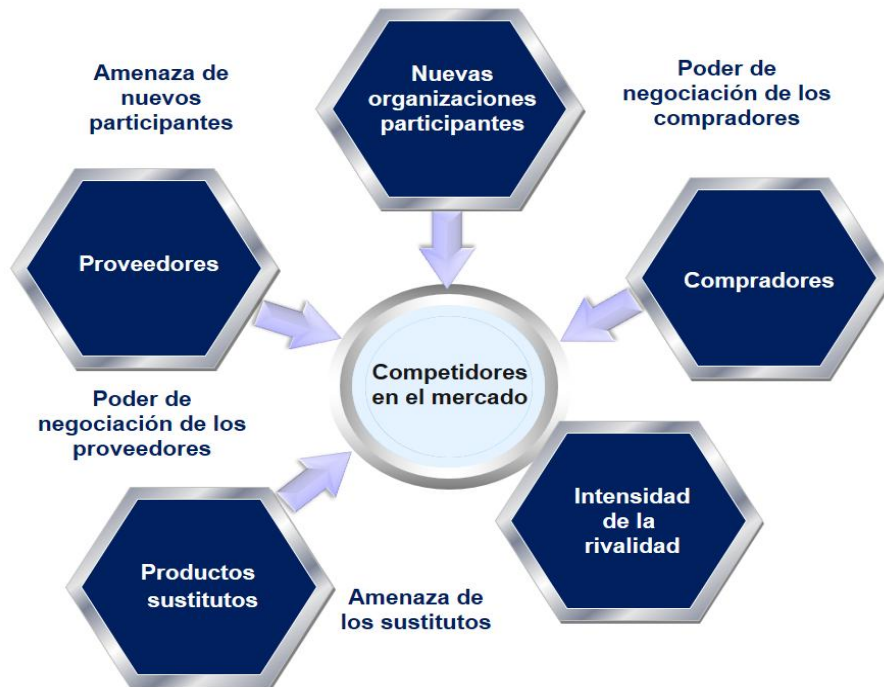 Amenaza de
nuevos
participantes
Nuevas
organizaciones
participantes
Poder de
negociación de los
compradores
Proveedores
Compradores
Competidores
en el mercado
Poder de
negociación de los
proveedores
Intensidad
de la
rivalidad
Productos
sustitutos
Amenaza de
los sustitutos